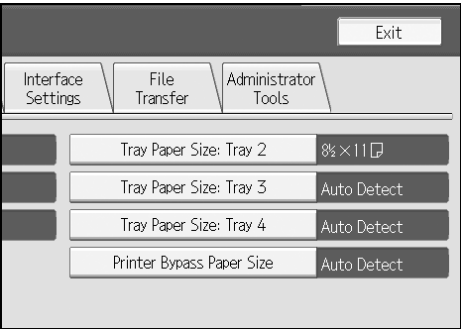 Exit
Interface
Settings
File
Transfer
Administrator
Tools
Tray Paper Size: Tray 2 8½×11
Tray Paper Size: Tray 3 Auto Detect
Tray Paper Size: Tray 4 Auto Detect
Printer Bypass Paper Size Auto Detect